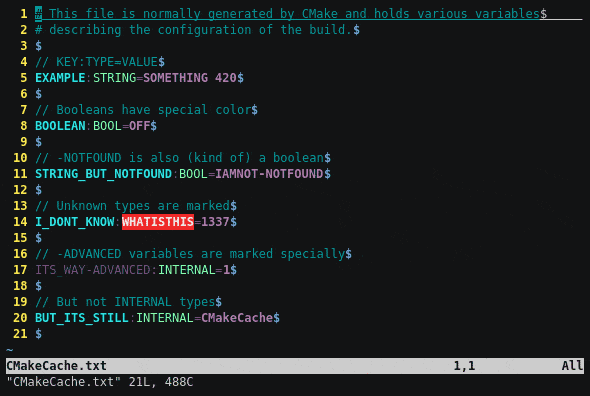 1 # This file is normally generated by CMake and holds various variables$
2 # describing the configuration of the build.$
3 $
4 // KEY:TYPE=VALUE$
5 EXAMPLE:STRING=SOMETHING 420$
6 $
7 // Booleans have special color$
8 BOOLEAN:BOOL=OFF$
9 $
10 // -NOTFOUND is also (kind of) a boolean$
11 STRING_BUT_NOTFOUND:BOOL=IAMNOT-NOTFOUND$
12 $
13 // Unknown types are marked$
14 I_DONT_KNOW:WHATISTHIS=1337$
15 $
16 // -ADVANCED variables are marked specially$
17 ITS_WAY-ADVANCED:INTERNAL=1$
18 $
19 // But not INTERNAL types$
20 BUT_ITS_STILL:INTERNAL=CMakeCache$
21 $
~
CMakeCache.txt 1,1 All
"CMakeCache.txt" 21L, 488C